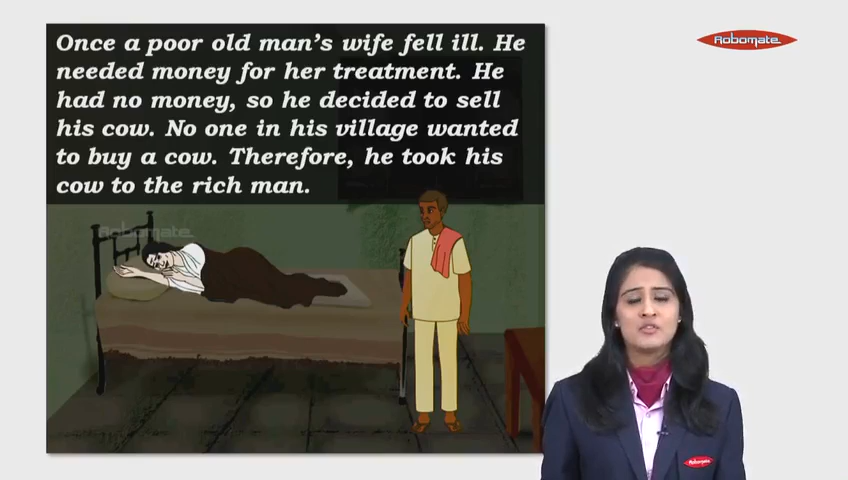 Once a poor old man's wife fell ill. He
needed money for her treatment. He
had no money, so he decided to sell
his cow. No one in his village wanted
to buy a cow. Therefore, he took his
cow to the rich man.
Robomate
Robomate
Robomate